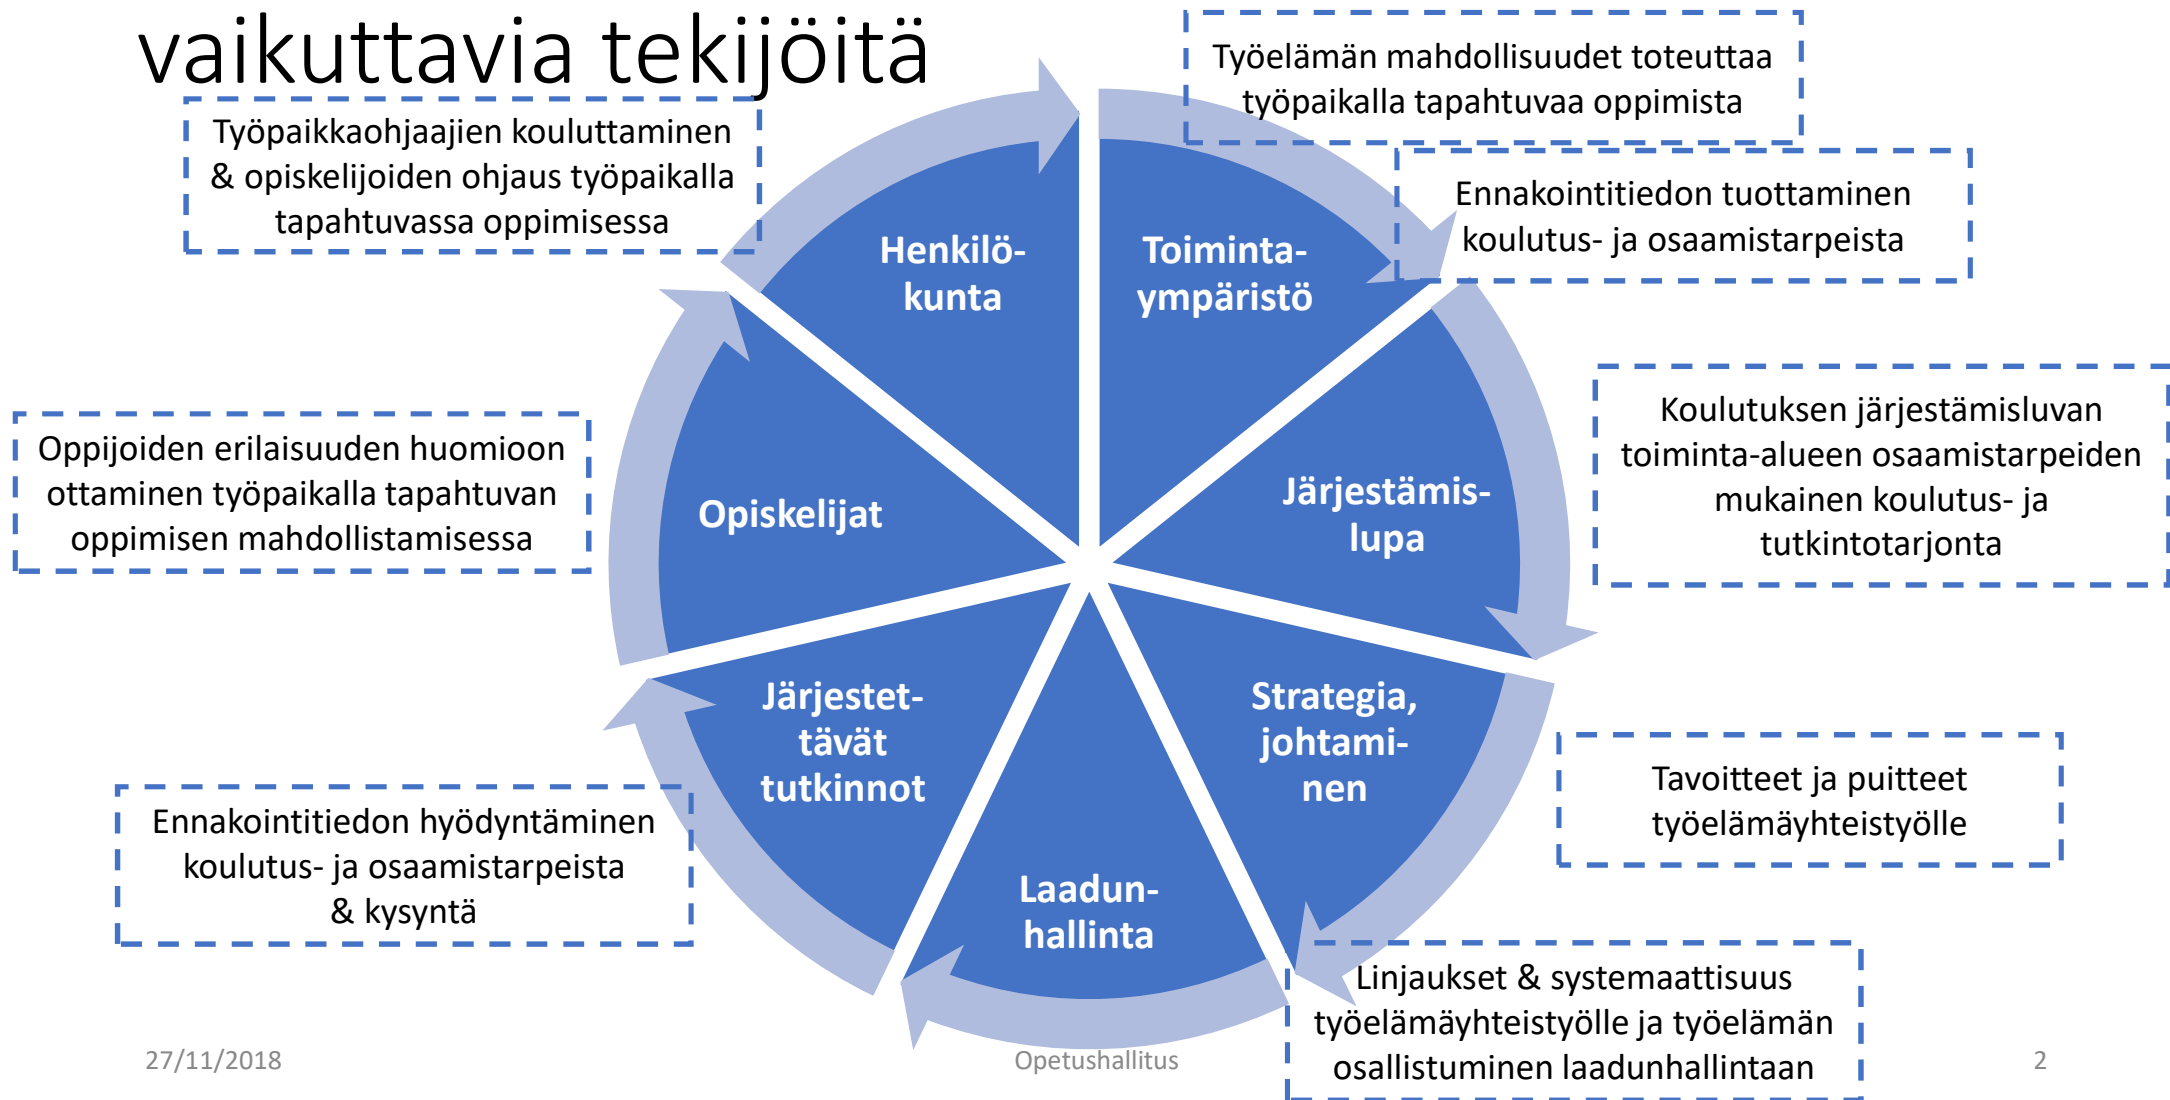 vaikuttavia tekijöitä
Työelämän mahdollisuudet toteuttaa
työpaikalla tapahtuvaa oppimista
Ennakointitiedon tuottaminen
koulutus- ja osaamistarpeista
Työpaikkaohjaajien kouluttaminen
& opiskelijoiden ohjaus työpaikalla
tapahtuvassa oppimisessa
Henkilö-
kunta
Toiminta-
ympäristö
Koulutuksen järjestämisluvan
toiminta-alueen osaamistarpeiden
mukainen koulutus- ja
tutkintotarjonta
Järjestämis-
lupa
Oppijoiden erilaisuuden huomioon
ottaminen työpaikalla tapahtuvan
oppimisen mahdollistamisessa
Opiskelijat
Strategia,
johtami-
nen
Tavoitteet ja puitteet
työelämäyhteistyölle
Järjestet-
tävät
tutkinnot
Ennakointitiedon hyödyntäminen
koulutus- ja osaamistarpeista
& kysyntä
Laadun-
hallinta
Linjaukset & systemaattisuus
työelämäyhteistyölle ja työelämän
osallistuminen laadunhallintaan
27/11/2018
Opetushallitus
2